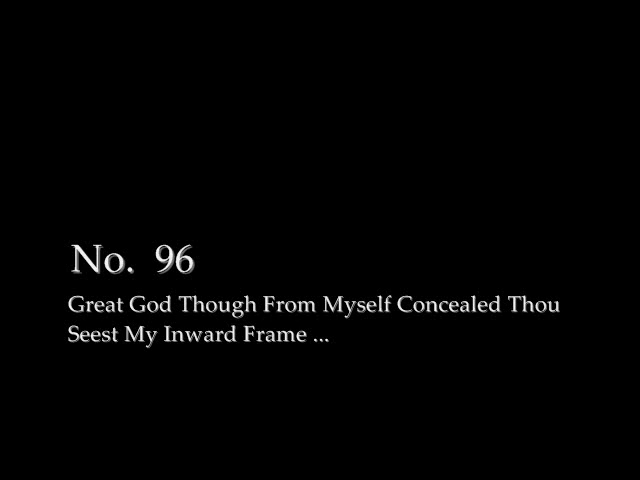 No. 96
Great God Though From Myself Concealed Thou
Seest My Inward Frame ...